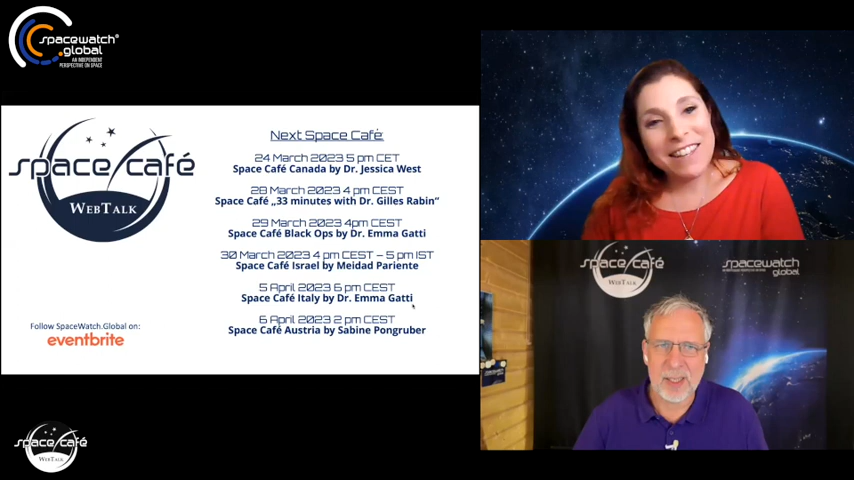 spacewatch®
.global
AN INDEPENDENT
PERSPECTIVE ON SPACE
space café
WEBTALK
Next Space Café
24 March 2023 5 pm CET
Space Café Canada by Dr. Jessica West
28 March 2023 4 pm CEST
Space Café „33 minutes with Dr. Gilles Rabin“
29 March 2023 4pm CEST
Space Café Black Ops by Dr. Emma Gatti
30 March 2023 4 pm CEST – 5 pm IST
Space Café Israel by Meidad Pariente
5 April 2023 6 pm CEST
Space Café Italy by Dr. Emma Gatti
6 April 2023 2 pm CEST
Space Café Austria by Sabine Pongruber
Follow SpaceWatch.Global on:
eventbrite
space café
WEBTALK
spacewatch
global
space café
WEBTALK